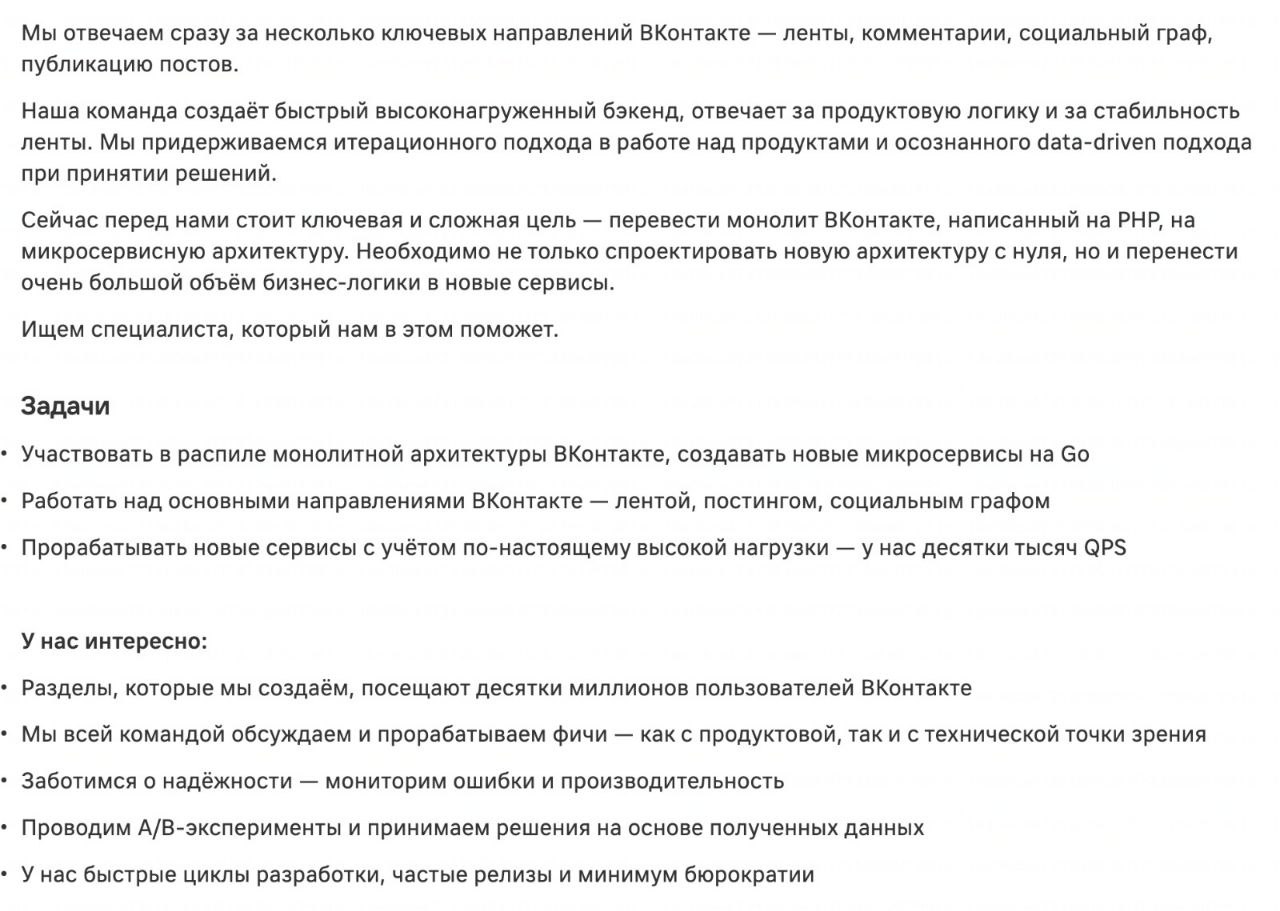 Мы отвечаем сразу за несколько ключевых направлений ВКонтакте — ленты, комментарии, социальный граф,
публикацию постов.
Наша команда создаёт быстрый высоконагруженный бэкенд, отвечает за продуктовую логику и за стабильность
ленты. Мы придерживаемся итерационного подхода в работе над продуктами и осознанного data-driven подхода
при принятии решений.
Сейчас перед нами стоит ключевая и сложная цель — перевести монолит ВКонтакте, написанный на PHP, на
микросервисную архитектуру. Необходимо не только спроектировать новую архитектуру с нуля, но и перенести
очень большой объём бизнес-логики в новые сервисы.
Ищем специалиста, который нам в этом поможет.
Задачи
• Участвовать в распиле монолитной архитектуры ВКонтакте, создавать новые микросервисы на Go
• Работать над основными направлениями ВКонтакте — лентой, постингом, социальным графом
• Прорабатывать новые сервисы с учётом по-настоящему высокой нагрузки — у нас десятки тысяч QPS
У нас интересно:
• Разделы, которые мы создаём, посещают десятки миллионов пользователей ВКонтакте
• Мы всей командой обсуждаем и прорабатываем фичи — как с продуктовой, так и с технической точки зрения
• Заботимся о надёжности — мониторим ошибки и производительность
• Проводим A/B-эксперименты и принимаем решения на основе полученных данных
• У нас быстрые циклы разработки, частые релизы и минимум бюрократии